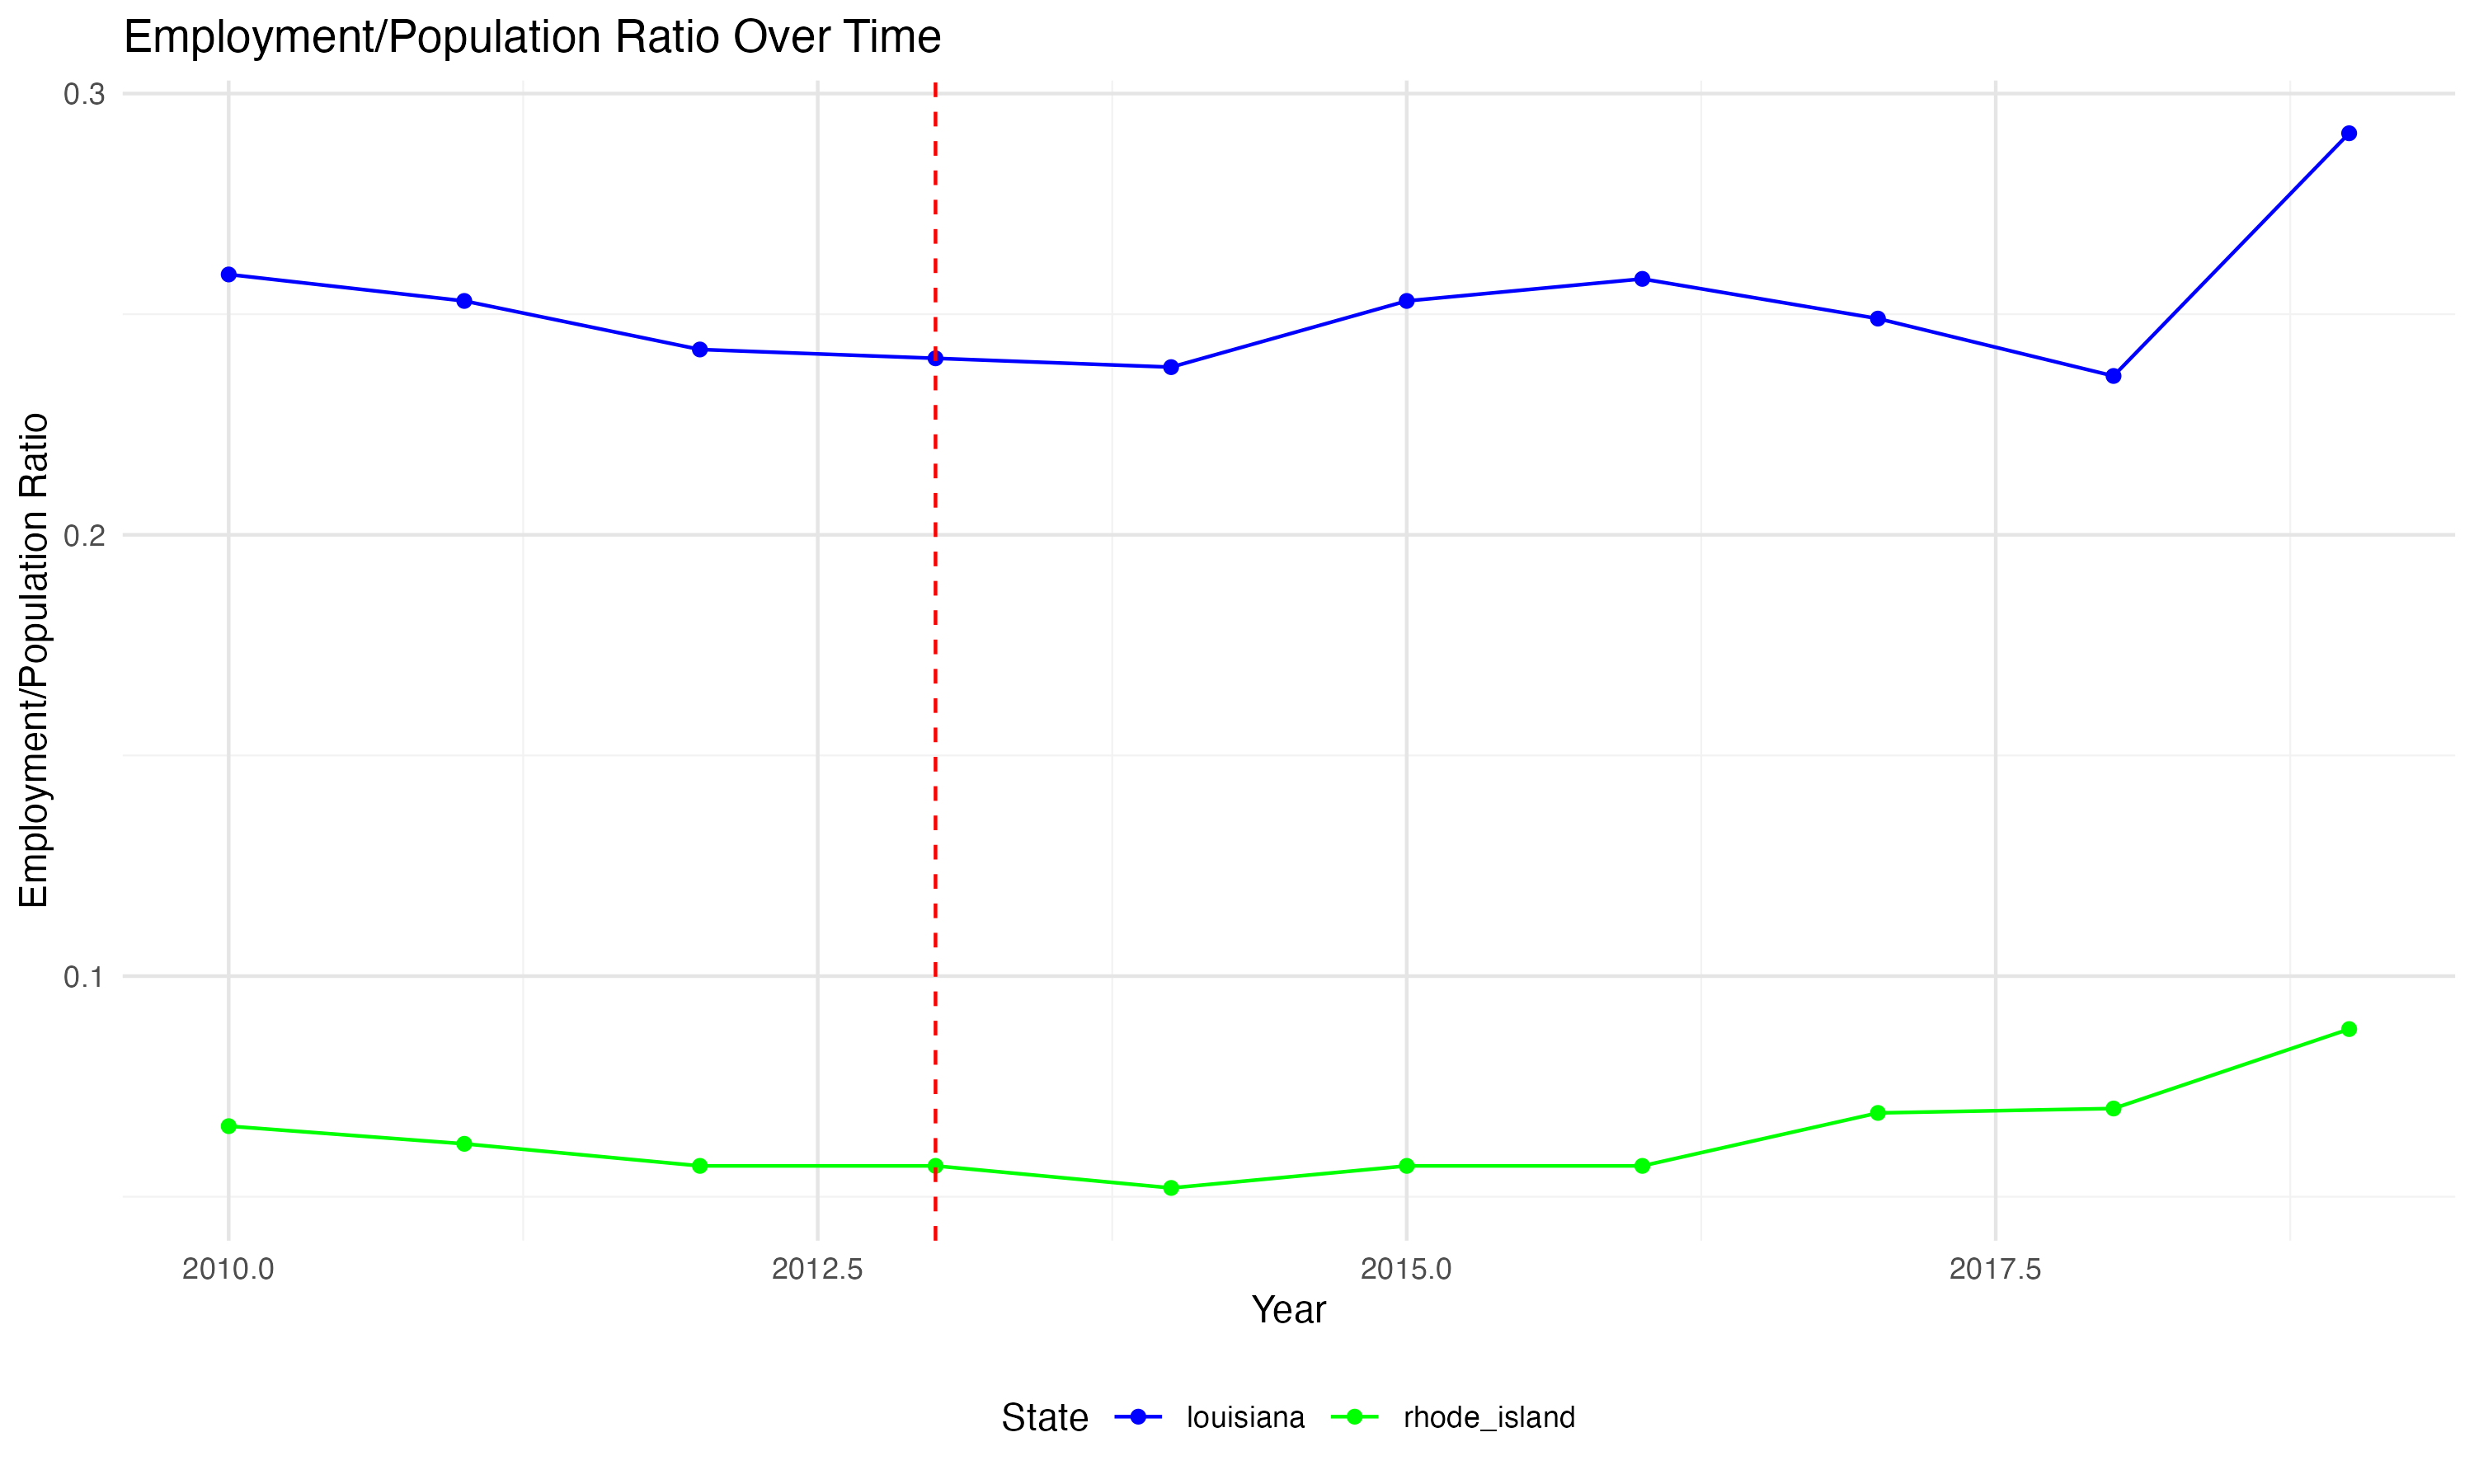 Employment/Population Ratio Over Time
Employment/Population Ratio
0.3
0.2
0.1
2010.0 2012.5 2015.0 2017.5
Year
State louisiana rhode_island